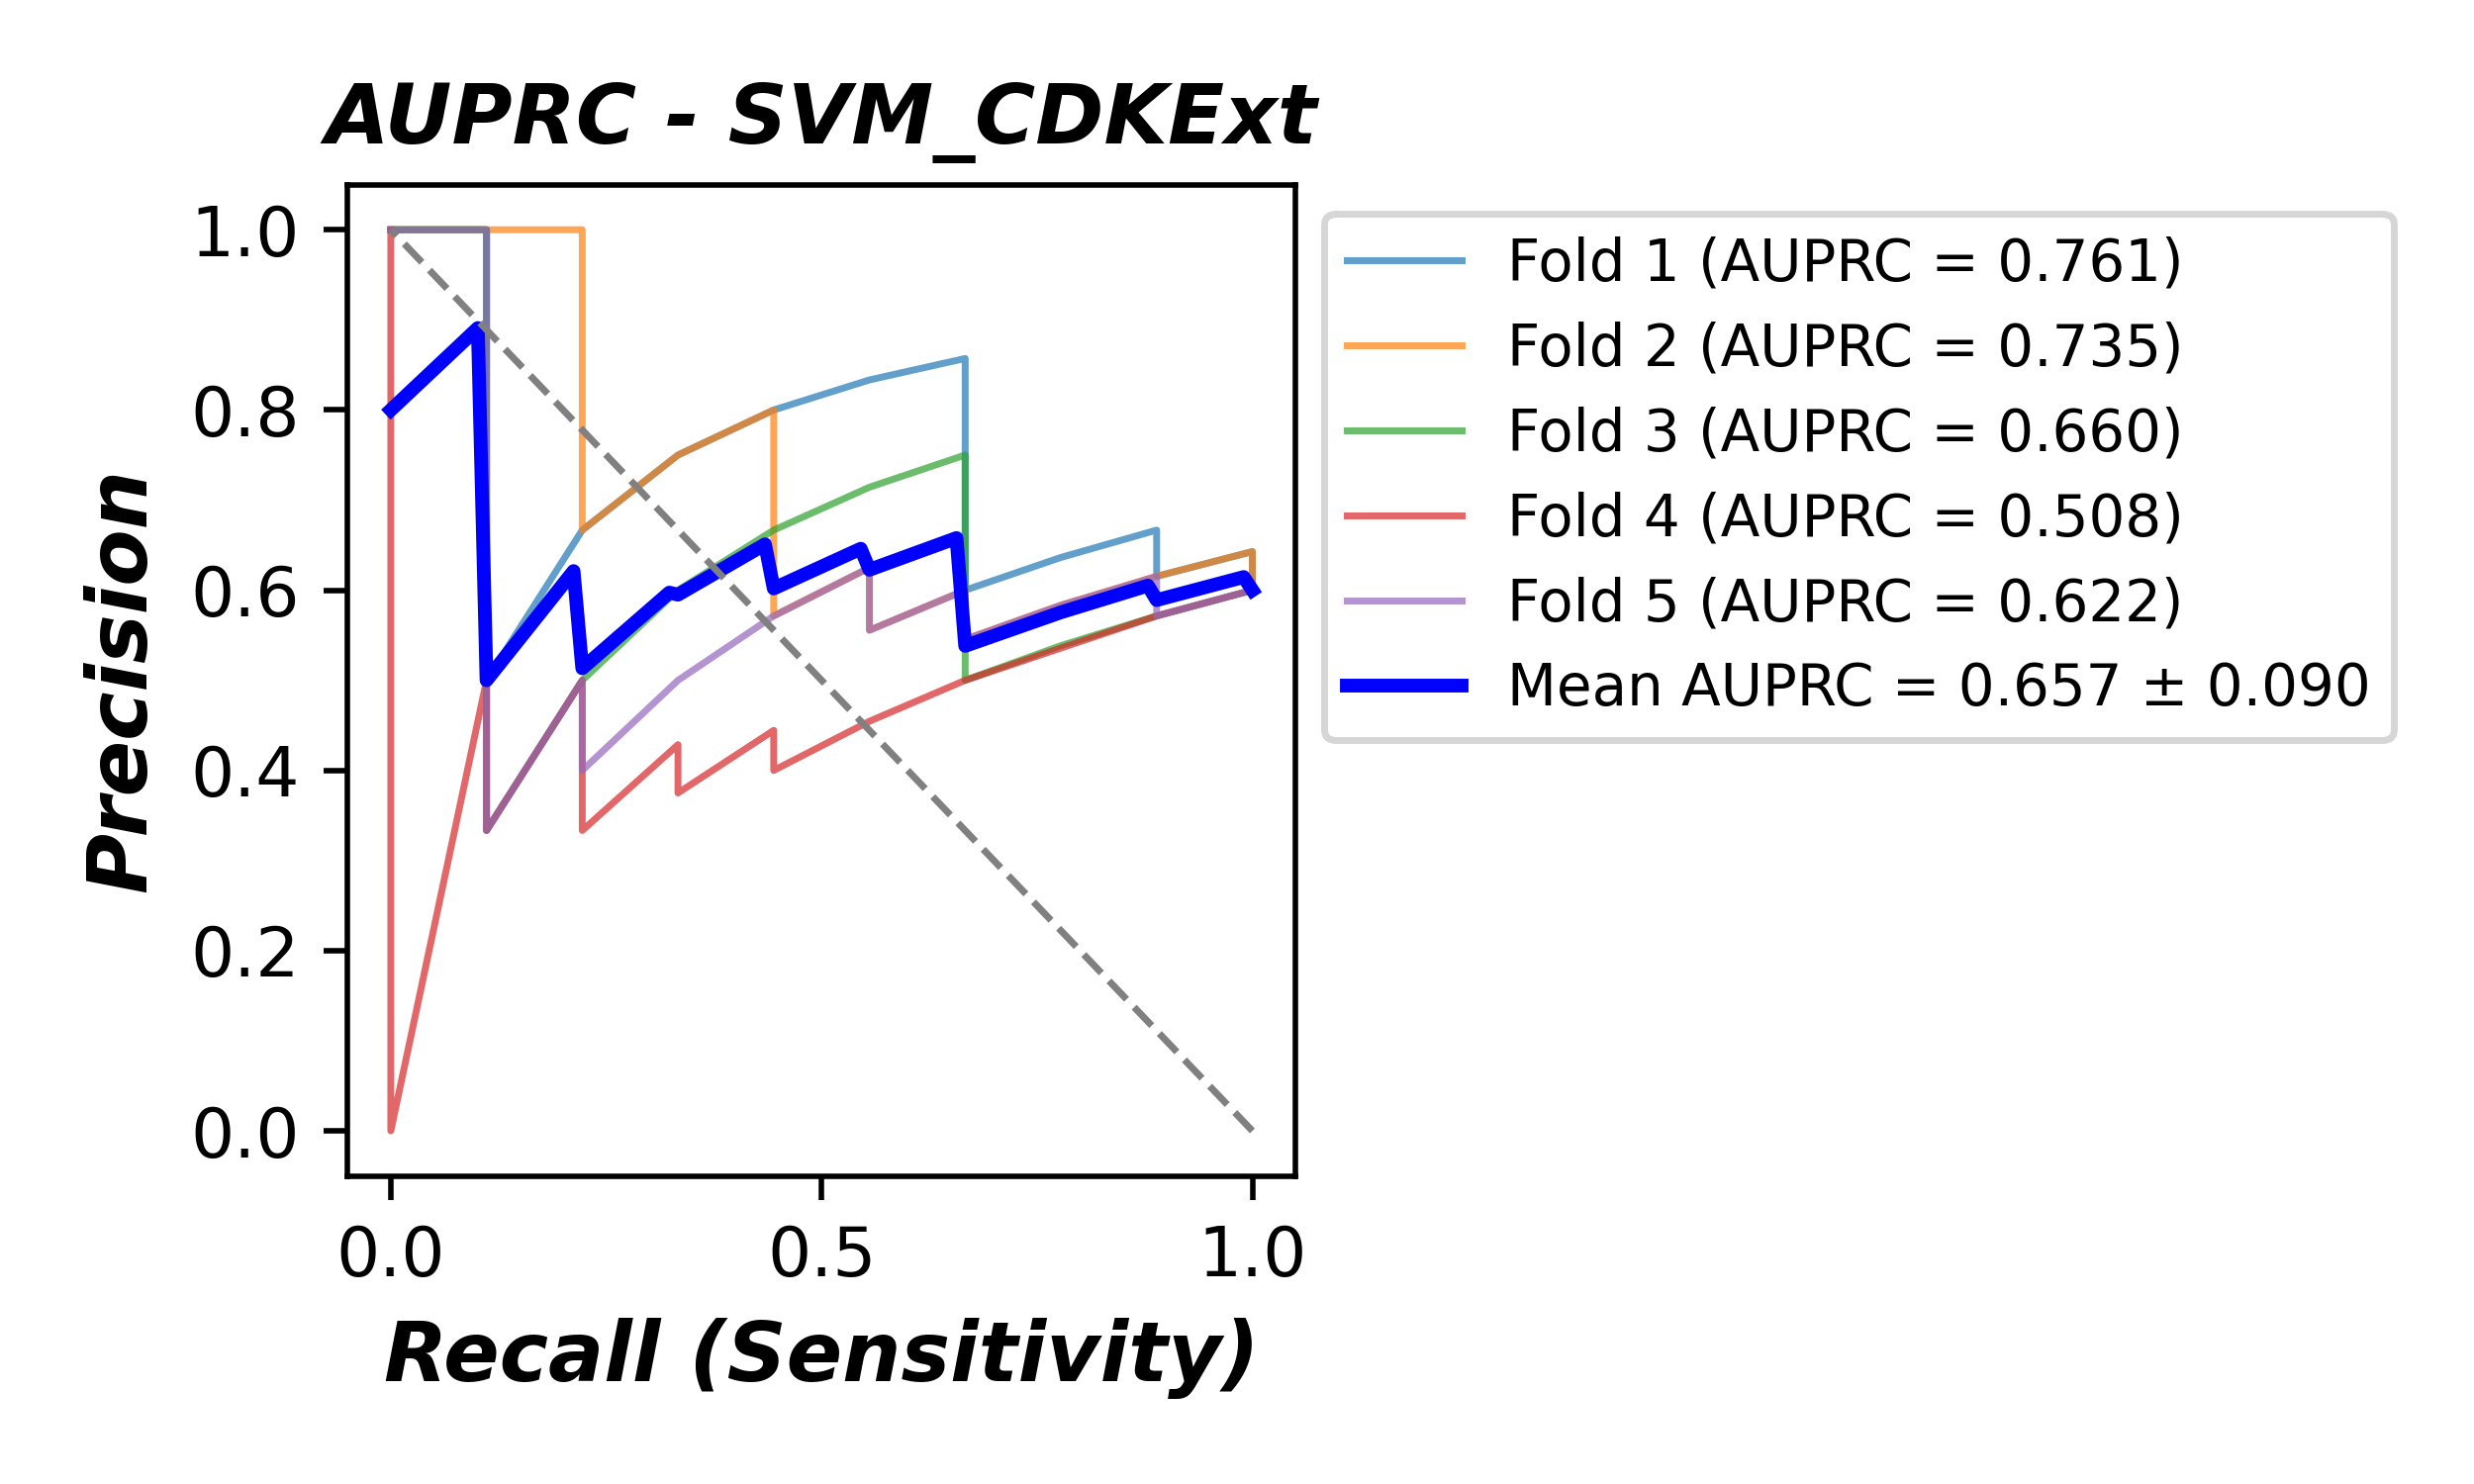 AUPRC - SVM_CDKExt
Precision
1.0
0.8
0.6
0.4
0.2
0.0
0.0 0.5 1.0
Recall (Sensitivity)
Fold 1 (AUPRC = 0.761)
Fold 2 (AUPRC = 0.735)
Fold 3 (AUPRC = 0.660)
Fold 4 (AUPRC = 0.508)
Fold 5 (AUPRC = 0.622)
Mean AUPRC = 0.657 ± 0.090